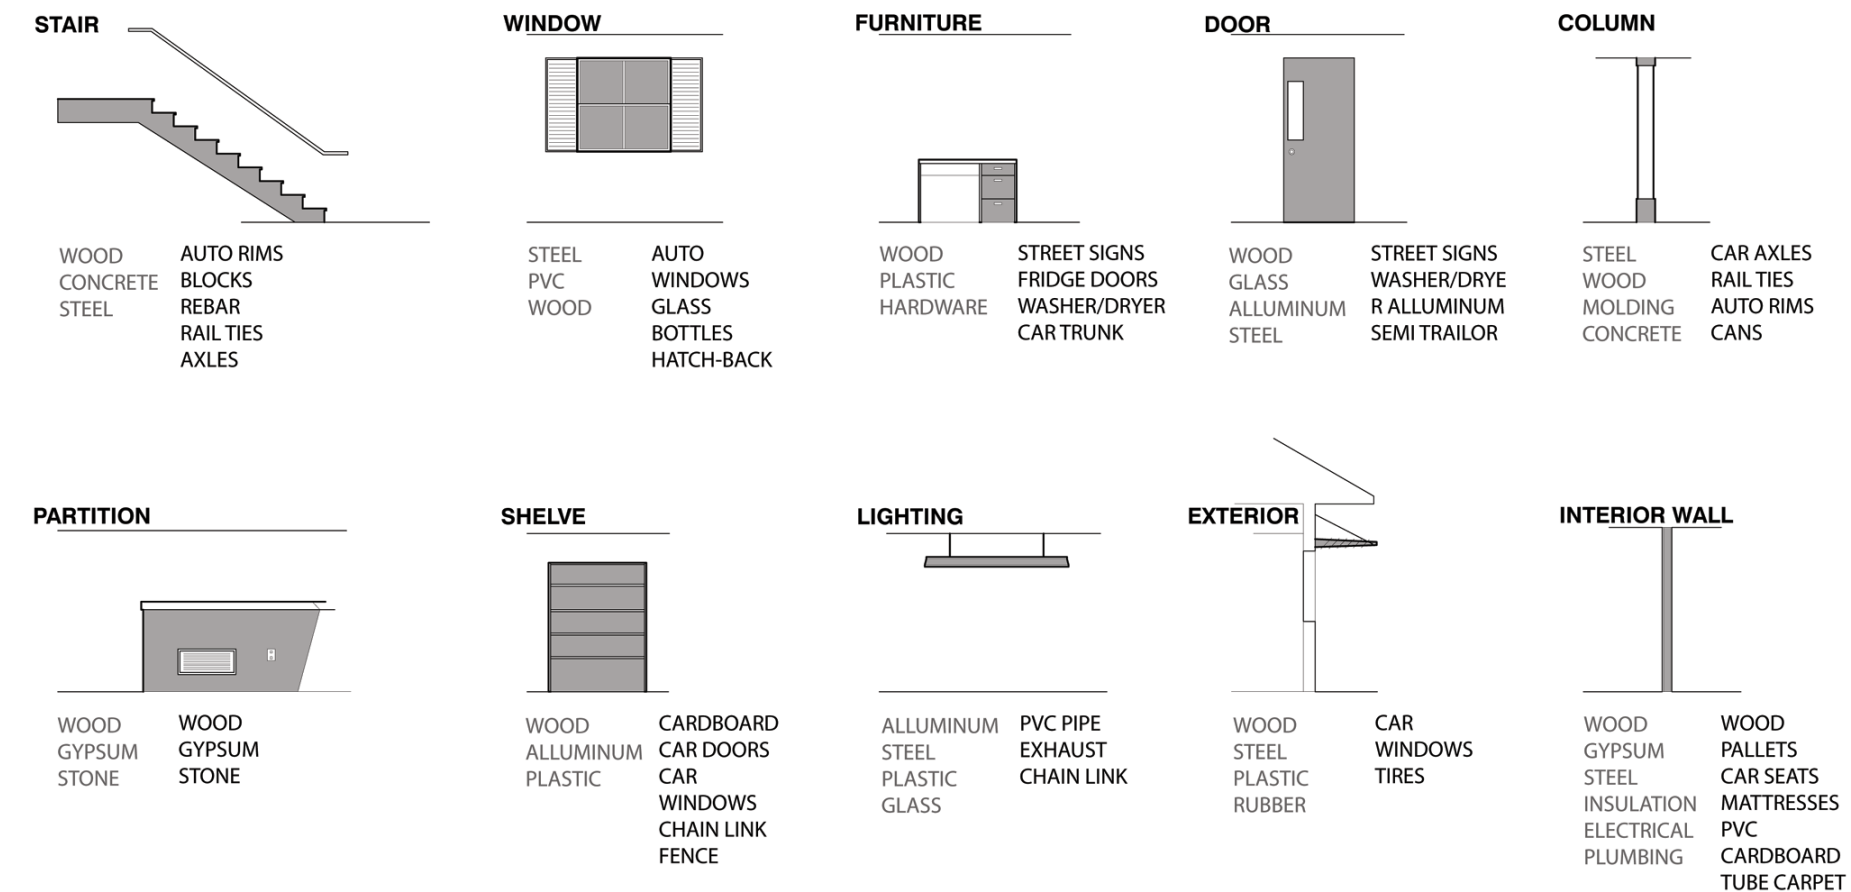 STAIR
WOOD
CONCRETE
STEEL
AUTO RIMS
BLOCKS
REBAR
RAIL TIES
AXLES
WINDOW
STEEL
PVC
WOOD
AUTO
WINDOWS
GLASS
BOTTLES
HATCH-BACK
FURNITURE
WOOD
PLASTIC
HARDWARE
STREET SIGNS
FRIDGE DOORS
WASHER/DRYER
CAR TRUNK
DOOR
WOOD
GLASS
ALLUMINUM
STEEL
STREET SIGNS
WASHER/DRYE
R ALLUMINUM
SEMI TRAILOR
COLUMN
STEEL
WOOD
MOLDING
CONCRETE
CAR AXLES
RAIL TIES
AUTO RIMS
CANS
PARTITION
WOOD
GYPSUM
STONE
WOOD
GYPSUM
STONE
SHELVE
WOOD
ALLUMINUM
PLASTIC
CARDBOARD
CAR DOORS
CAR
WINDOWS
CHAIN LINK
FENCE
LIGHTING
ALLUMINUM
STEEL
PLASTIC
GLASS
PVC PIPE
EXHAUST
CHAIN LINK
EXTERIOR
WOOD
STEEL
PLASTIC
RUBBER
CAR
WINDOWS
TIRES
INTERIOR WALL
WOOD
GYPSUM
STEEL
INSULATION
ELECTRICAL
PLUMBING
WOOD
PALLETS
CAR SEATS
MATTRESSES
PVC
CARDBOARD
TUBE CARPET